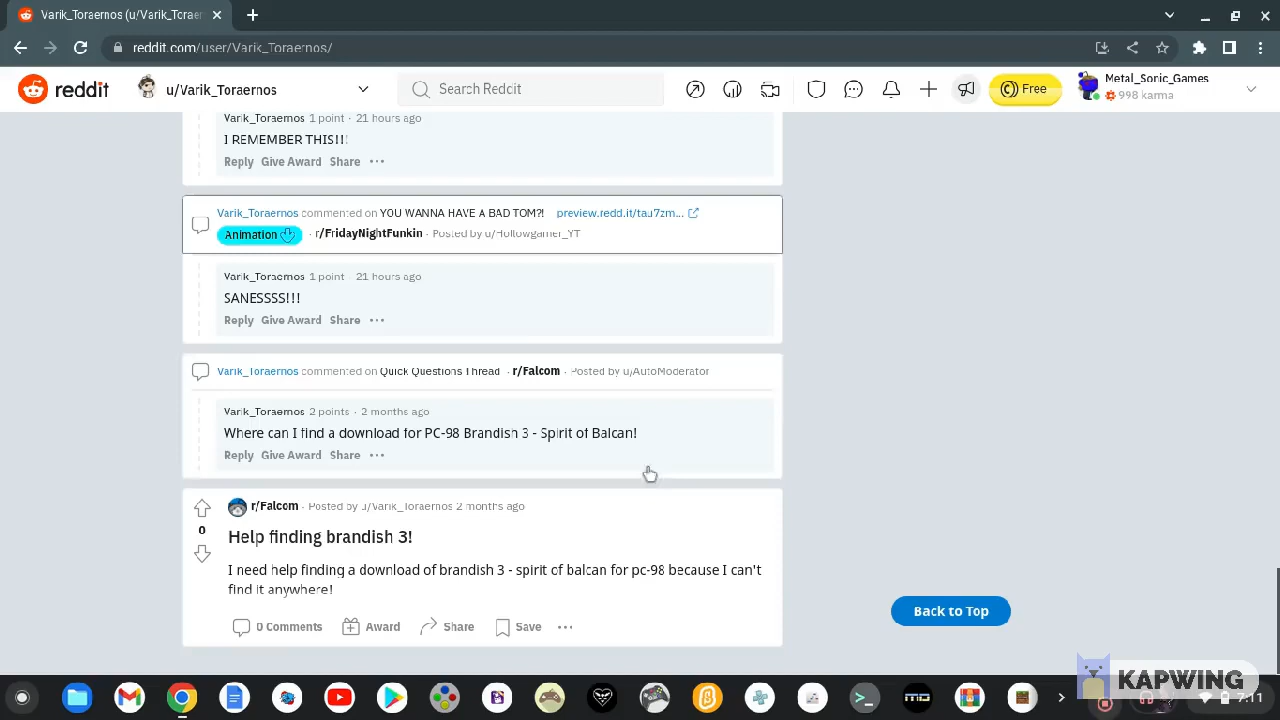 Varik_Toraernos (u/Varik_Toraer
reddit.com/user/Varik_Toraernos/
reddit
u/Varik_Toraernos
Search Reddit
Free
Metal_Sonic_Games
998 karma
Varik_Toraernos 1 point · 21 hours ago
I REMEMBER THIS!!!
Reply Give Award Share
Varik_Toraernos commented on YOU WANNA HAVE A BAD TOM?! preview.redd.it/tau7zm...
Animation · r/FridayNightFunkin · Posted by u/Hollowgamer_YT
Varik_Toraernos 1 point · 21 hours ago
SANESSSS!!!
Reply Give Award Share
Varik_Toraernos commented on Quick Questions Thread · r/Falcom · Posted by u/AutoModerator
Varik_Toraernos 2 points · 2 months ago
Where can I find a download for PC-98 Brandish 3 - Spirit of Balcan!
Reply Give Award Share
r/Falcom · Posted by u/Varik_Toraernos 2 months ago
0
Help finding brandish 3!
I need help finding a download of brandish 3 - spirit of balcan for pc-98 because I can't
find it anywhere!
0 Comments Award Share Save
Back to Top
KAPWING
7:11